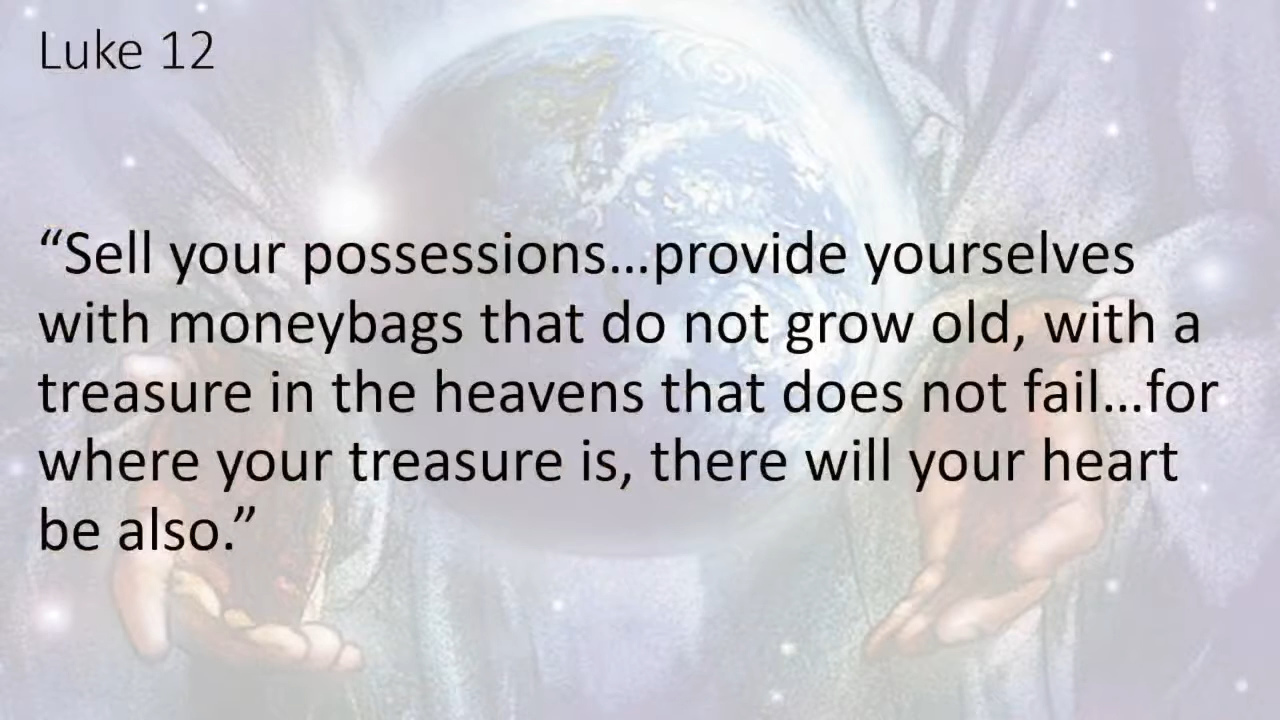 Luke 12
“Sell your possessions…provide yourselves
with moneybags that do not grow old, with a
treasure in the heavens that does not fail…for
where your treasure is, there will your heart
be also.”